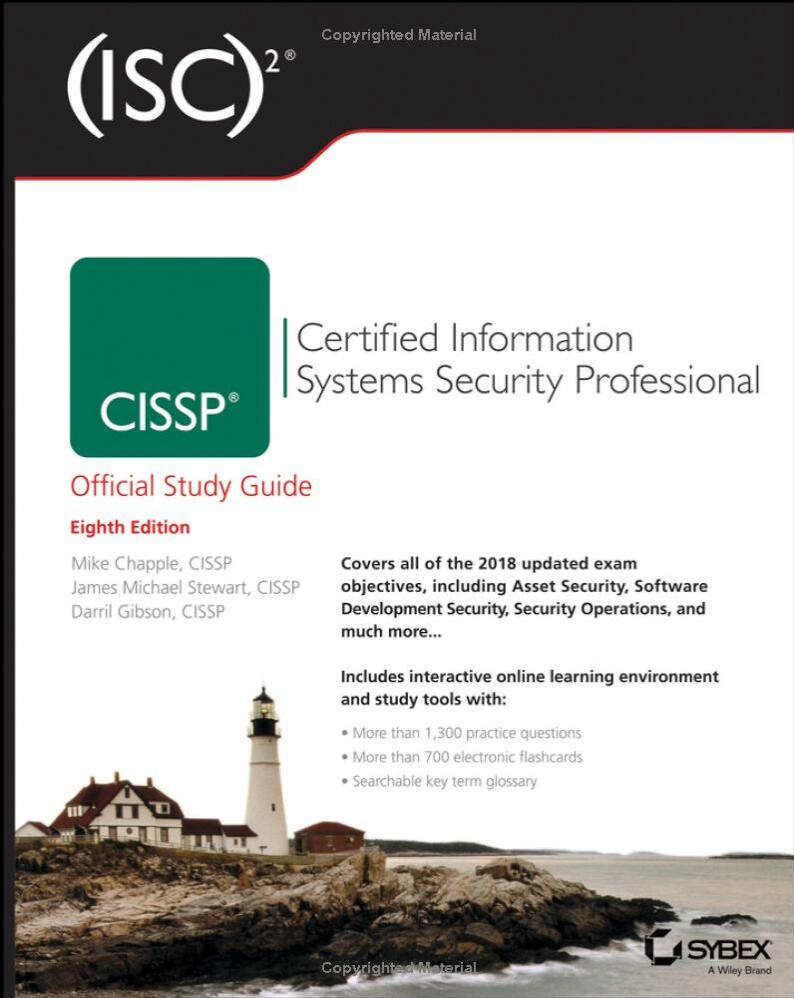 Copyrighted Material
(ISC)²®
CISSP®
Certified Information
Systems Security Professional
Official Study Guide
Eighth Edition
Mike Chapple, CISSP
James Michael Stewart, CISSP
Darril Gibson, CISSP
Covers all of the 2018 updated exam
objectives, including Asset Security, Software
Development Security, Security Operations, and
much more...
Includes interactive online learning environment
and study tools with:
• More than 1,300 practice questions
• More than 700 electronic flashcards
• Searchable key term glossary
SYBEX
A Wiley Brand
Copyrighted Material